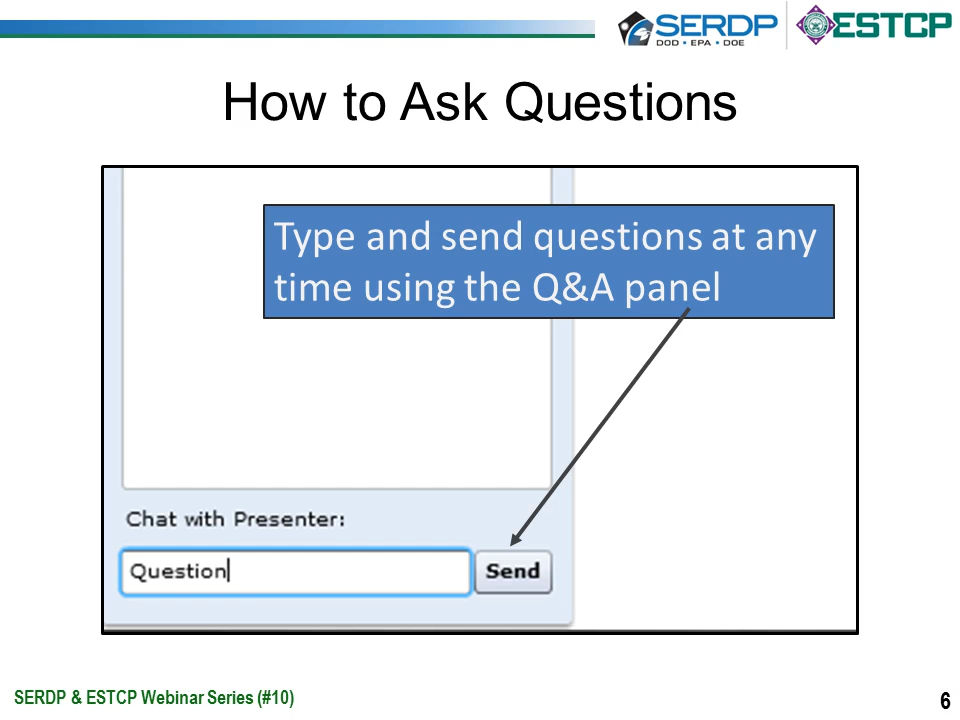 SERDP
DOD • EPA • DOE
ESTCP
How to Ask Questions
Type and send questions at any
time using the Q&A panel
Chat with Presenter:
Question
Send
SERDP & ESTCP Webinar Series (#10)
6